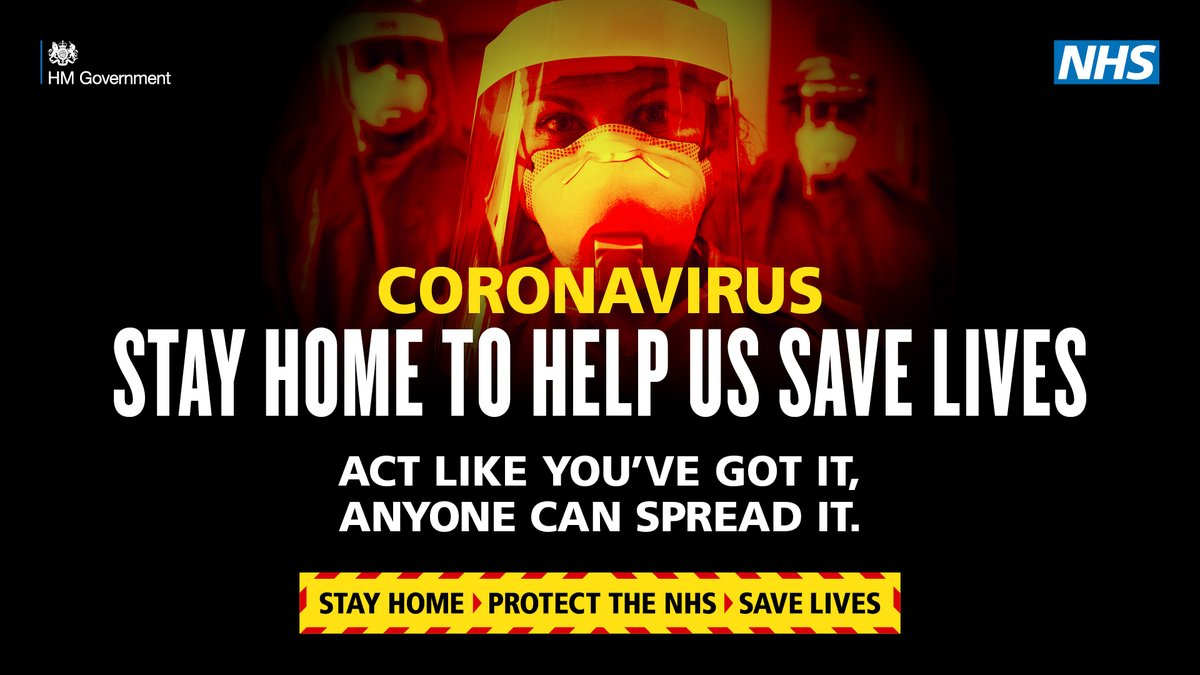 HM Government
NHS
CORONAVIRUS
STAY HOME TO HELP US SAVE LIVES
ACT LIKE YOU'VE GOT IT,
ANYONE CAN SPREAD IT.
STAY HOME PROTECT THE NHS SAVE LIVES